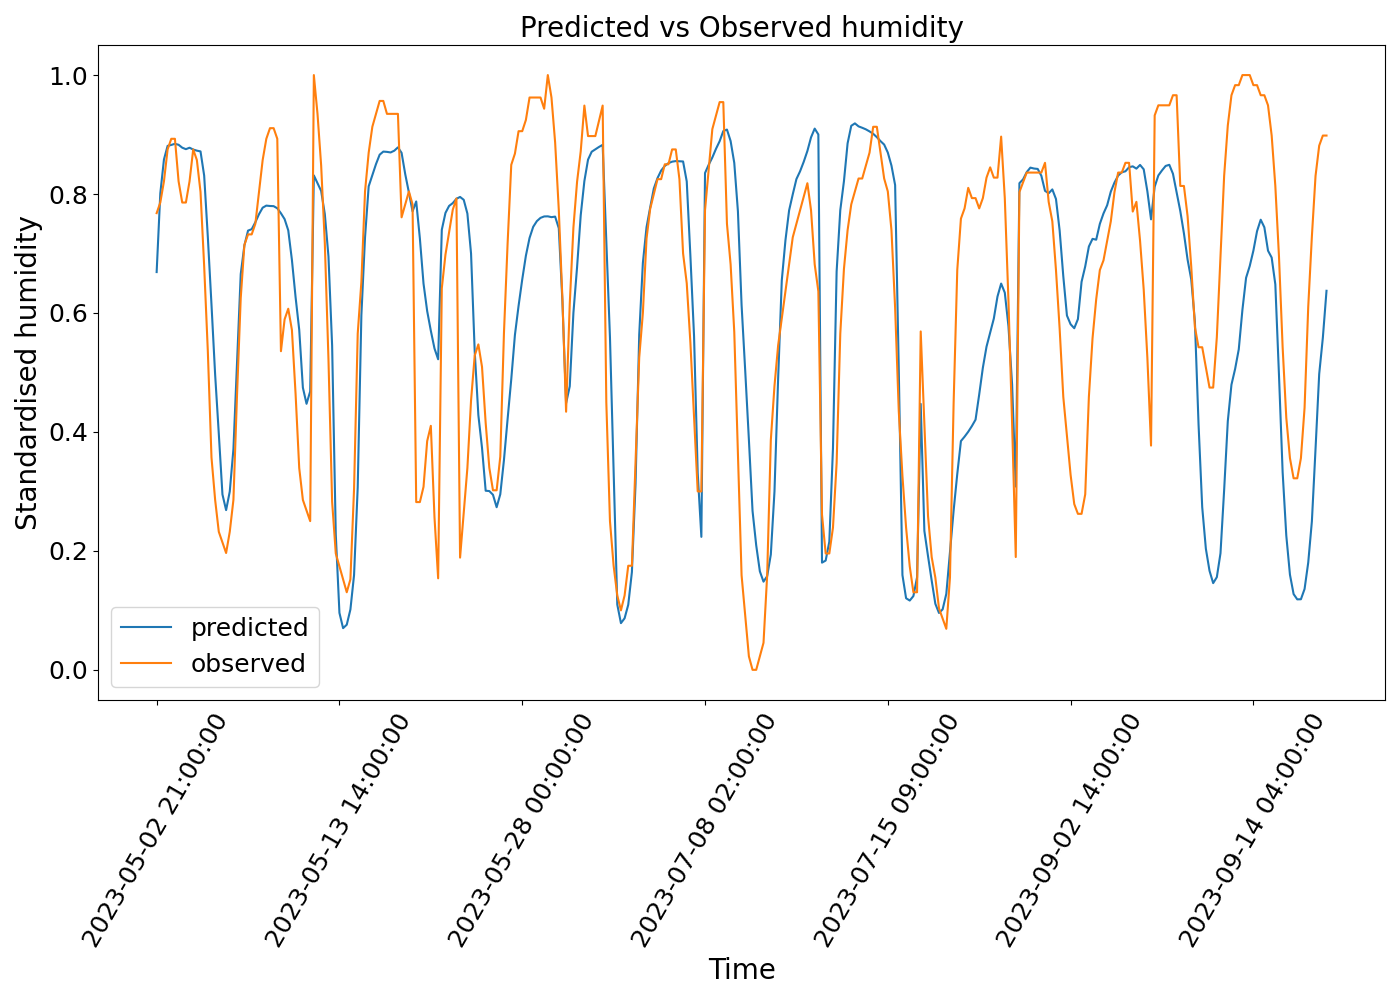 Predicted vs Observed humidity
Standardised humidity
1.0
0.8
0.6
0.4
0.2
0.0
predicted
observed
2023-05-02 21:00:00
2023-05-13 14:00:00
2023-05-28 00:00:00
2023-07-08 02:00:00
2023-07-15 09:00:00
2023-09-02 14:00:00
2023-09-14 04:00:00
Time